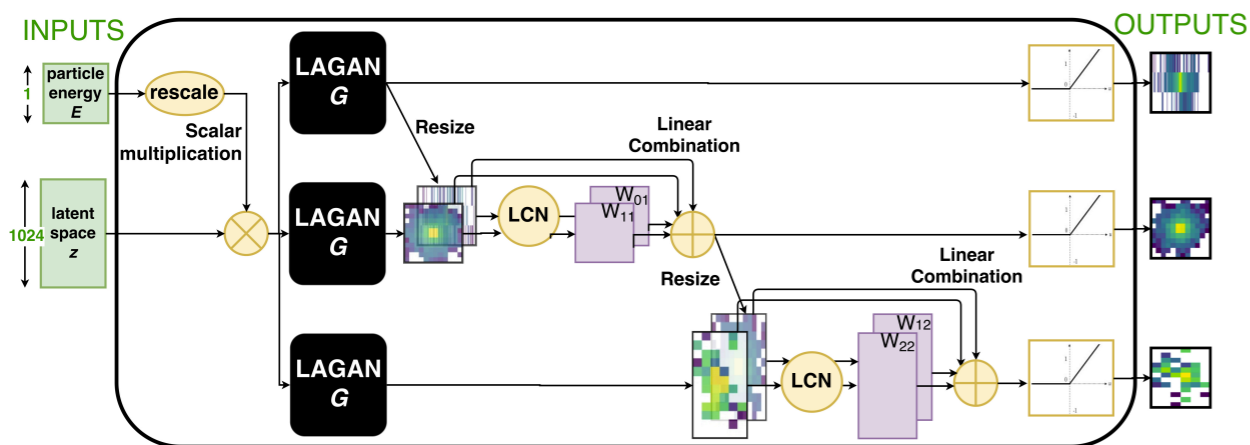 INPUTS
OUTPUTS
particle
energy
E
1
rescale
Scalar
multiplication
latent
space
z
1024
LAGAN
G
Resize
Linear
Combination
LAGAN
G
LCN
W01
W11
Resize
Linear
Combination
LAGAN
G
LCN
W12
W22